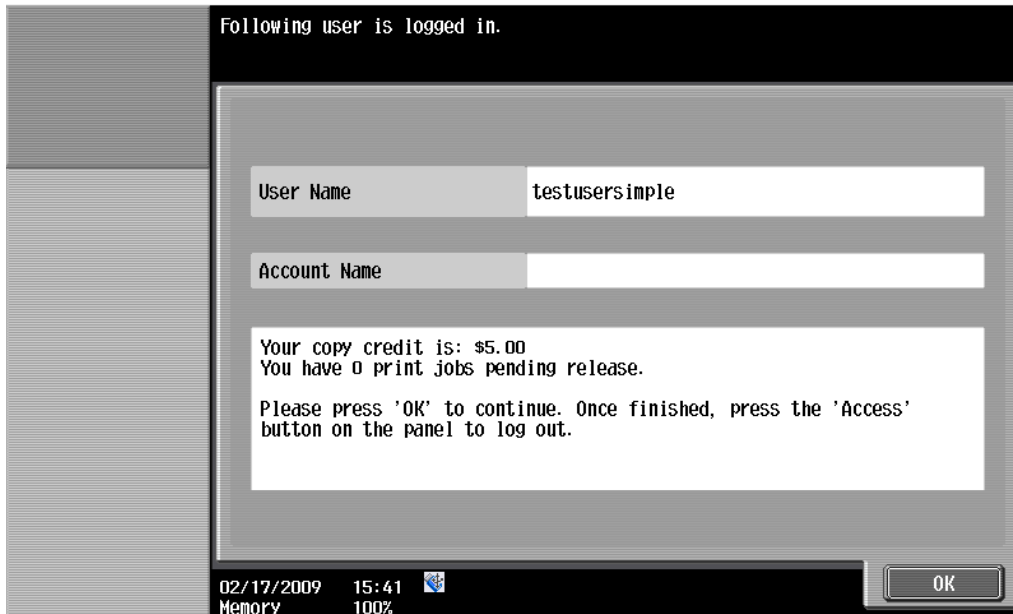 Following user is logged in.
User Name testusersimple
Account Name
Your copy credit is: $5.00
You have 0 print jobs pending release.
Please press 'OK' to continue. Once finished, press the 'Access'
button on the panel to log out.
02/17/2009 15:41
Memory 100%
OK